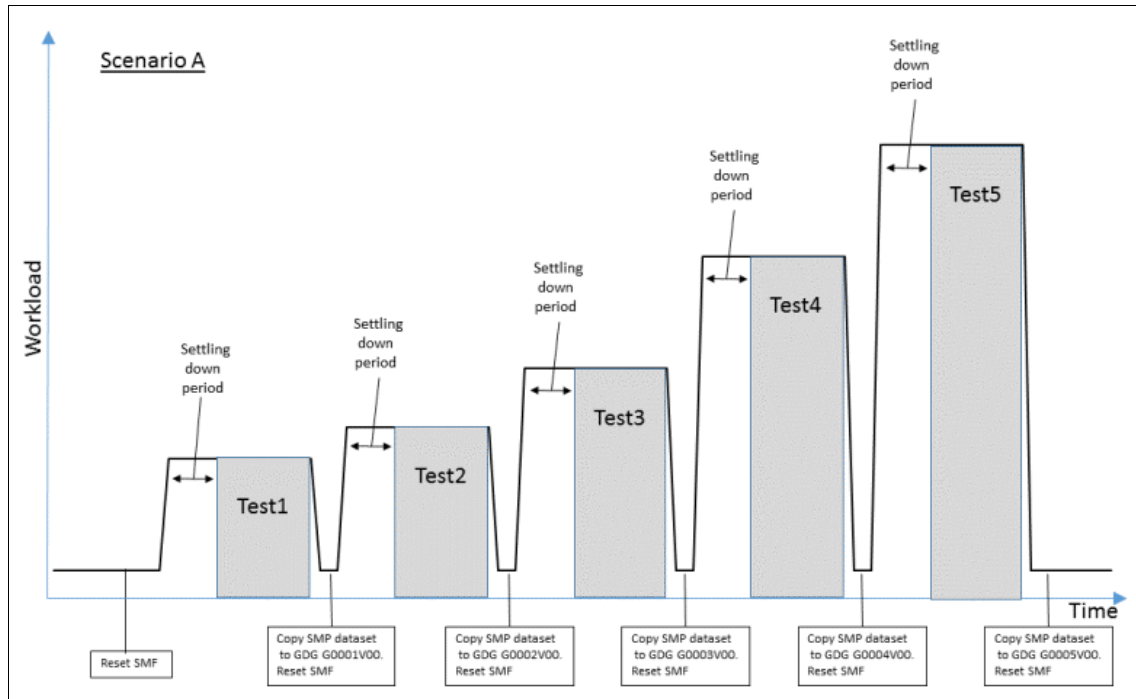 Scenario A
Settling
down
period
Settling
down
period
Settling
down
period
Settling
down
period
Settling
down
period
Test5
Test4
Test3
Test2
Test1
Workload
Time
Reset SMF
Copy SMP dataset
to GDG G0001V00.
Reset SMF
Copy SMP dataset
to GDG G0002V00.
Reset SMF
Copy SMP dataset
to GDG G0003V00.
Reset SMF
Copy SMP dataset
to GDG G0004V00.
Reset SMF
Copy SMP dataset
to GDG G0005V00.
Reset SMF